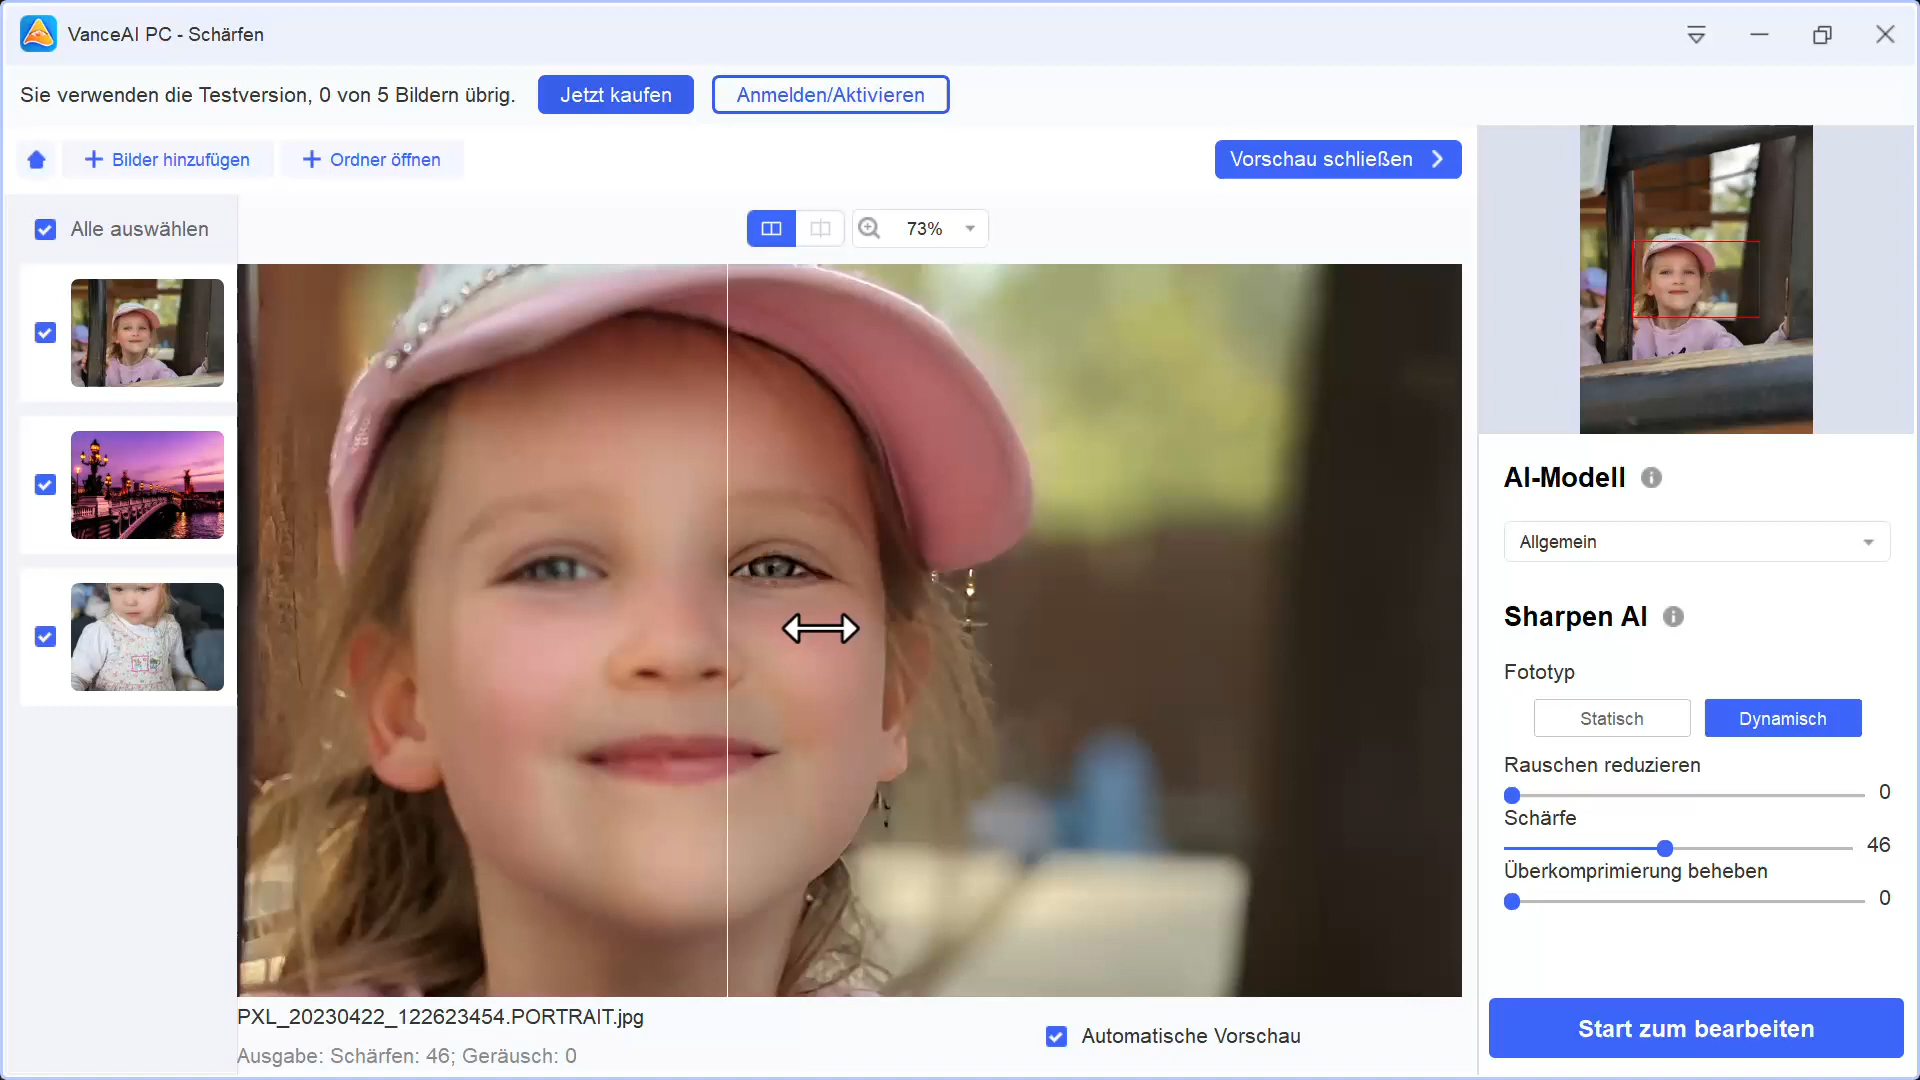 VanceAI PC - Schärfen
Sie verwenden die Testversion, 0 von 5 Bildern übrig.
Jetzt kaufen
Anmelden/Aktivieren
Bilder hinzufügen
Ordner öffnen
Vorschau schließen
Alle auswählen
73%
AI-Modell
Allgemein
Sharpen AI
Fototyp
Statisch
Dynamisch
Rauschen reduzieren
0
Schärfe
46
Überkomprimierung beheben
0
PXL_20230422_122623454.PORTRAIT.jpg
Automatische Vorschau
Ausgabe: Schärfen: 46; Geräusch: 0
Start zum bearbeiten